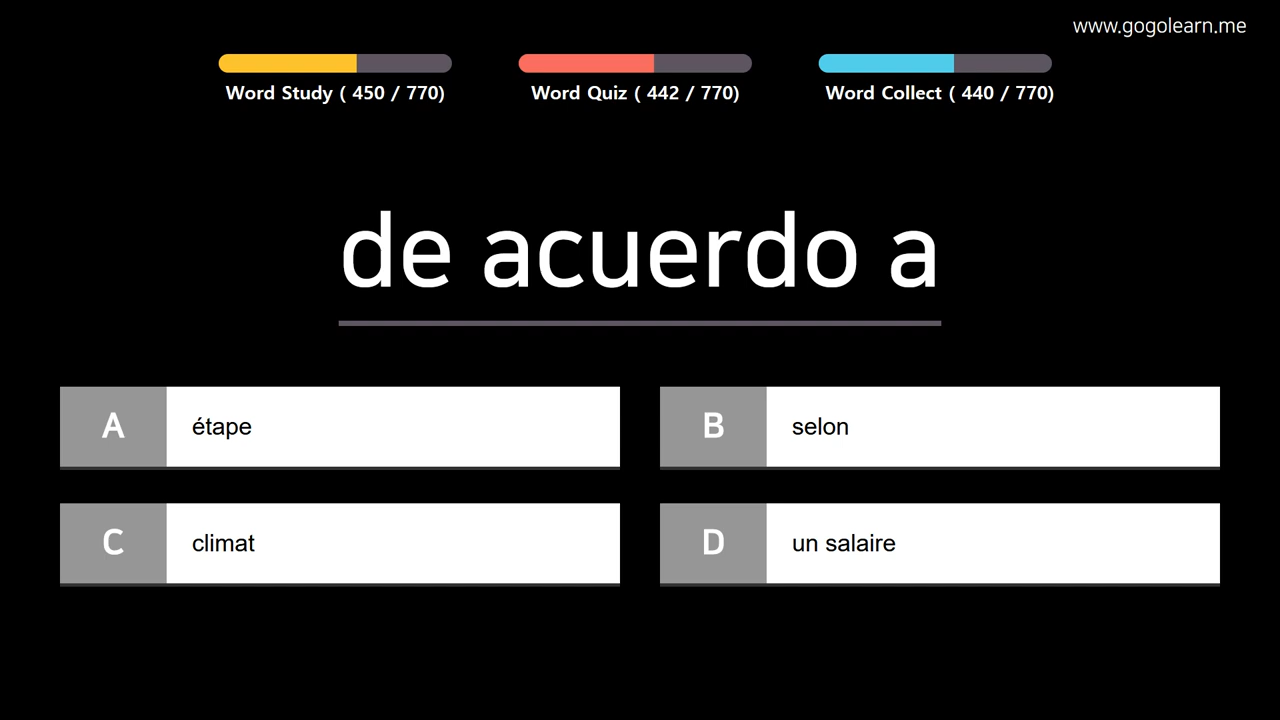 www.gogolearn.me
Word Study ( 450 / 770)
Word Quiz ( 442 / 770)
Word Collect ( 440 / 770)
de acuerdo a
A étape
B selon
C climat
D un salaire